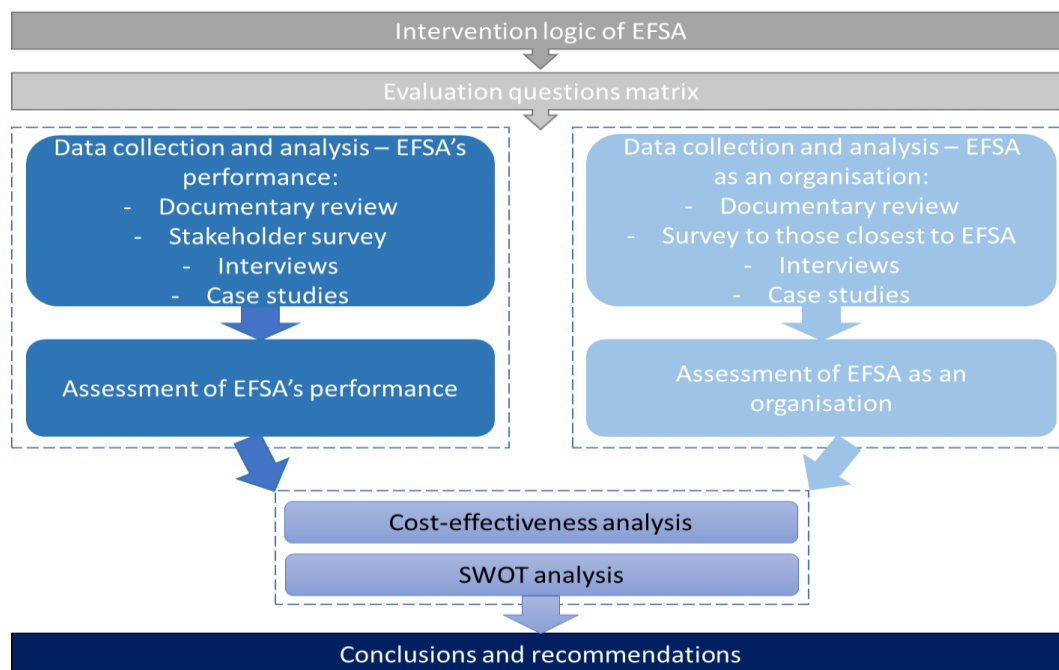 Intervention logic of EFSA
Evaluation questions matrix
Data collection and analysis – EFSA's
performance:
- Documentary review
- Stakeholder survey
- Interviews
- Case studies
Assessment of EFSA's performance
Data collection and analysis – EFSA
as an organisation:
- Documentary review
- Survey to those closest to EFSA
- Interviews
- Case studies
Assessment of EFSA as an
organisation
Cost-effectiveness analysis
SWOT analysis
Conclusions and recommendations